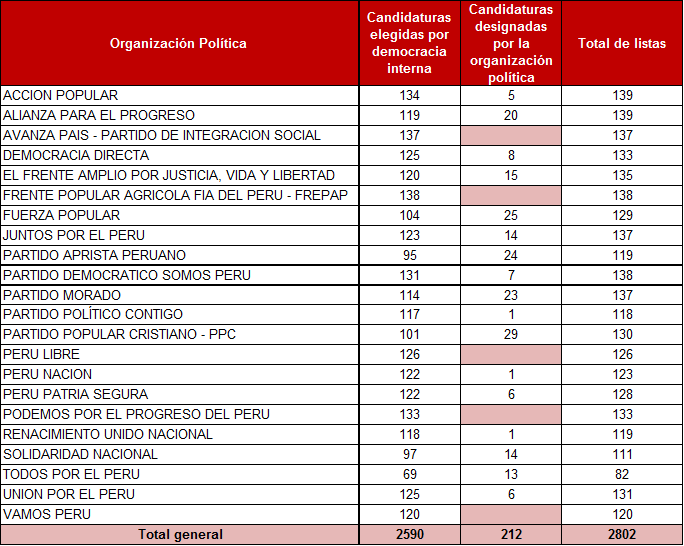 Organización Política
Candidaturas
elegidas por
democracia
interna
Candidaturas
designadas
por la
organización
política
Total de listas
ACCION POPULAR 134 5 139
ALIANZA PARA EL PROGRESO 119 20 139
AVANZA PAIS - PARTIDO DE INTEGRACION SOCIAL 137 137
DEMOCRACIA DIRECTA 125 8 133
EL FRENTE AMPLIO POR JUSTICIA, VIDA Y LIBERTAD 120 15 135
FRENTE POPULAR AGRICOLA FIA DEL PERU - FREPAP 138 138
FUERZA POPULAR 104 25 129
JUNTOS POR EL PERU 123 14 137
PARTIDO APRISTA PERUANO 95 24 119
PARTIDO DEMOCRATICO SOMOS PERU 131 7 138
PARTIDO MORADO 114 23 137
PARTIDO POLÍTICO CONTIGO 117 1 118
PARTIDO POPULAR CRISTIANO - PPC 101 29 130
PERU LIBRE 126 126
PERU NACION 122 1 123
PERU PATRIA SEGURA 122 6 128
PODEMOS POR EL PROGRESO DEL PERU 133 133
RENACIMIENTO UNIDO NACIONAL 118 1 119
SOLIDARIDAD NACIONAL 97 14 111
TODOS POR EL PERU 69 13 82
UNION POR EL PERU 125 6 131
VAMOS PERU 120 120
Total general 2590 212 2802